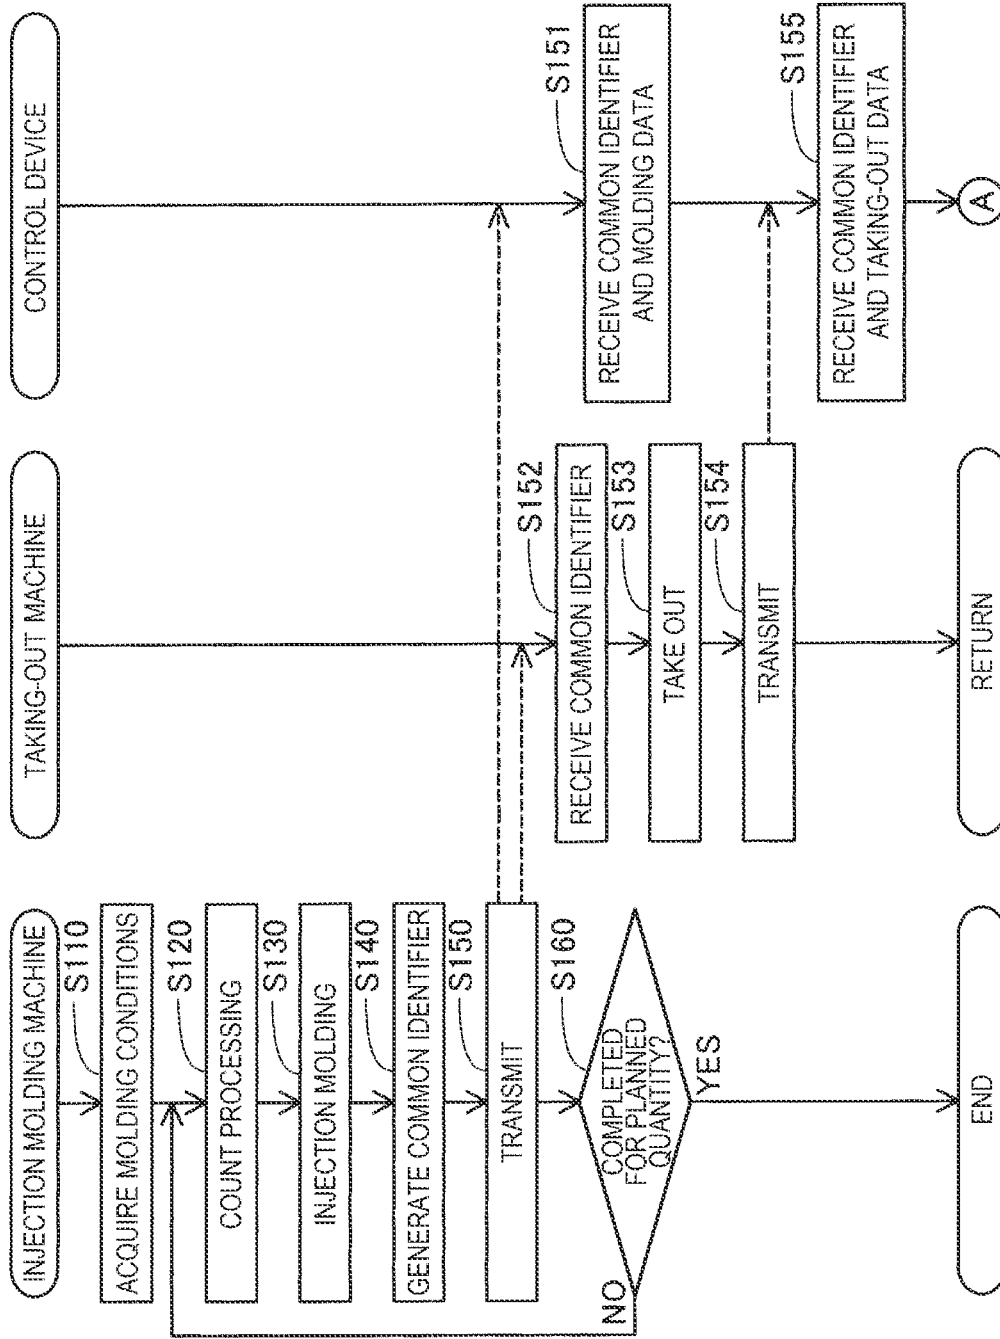 INJECTION MOLDING MACHINE
S110
ACQUIRE MOLDING CONDITIONS
S120
COUNT PROCESSING
S130
INJECTION MOLDING
S140
GENERATE COMMON IDENTIFIER
S150
TRANSMIT
S160
COMPLETED
FOR PLANNED
QUANTITY?
NO
YES
END
TAKING-OUT MACHINE
S152
RECEIVE COMMON IDENTIFIER
S153
TAKE OUT
S154
TRANSMIT
RETURN
CONTROL DEVICE
S151
RECEIVE COMMON IDENTIFIER
AND MOLDING DATA
S155
RECEIVE COMMON IDENTIFIER
AND TAKING-OUT DATA
A